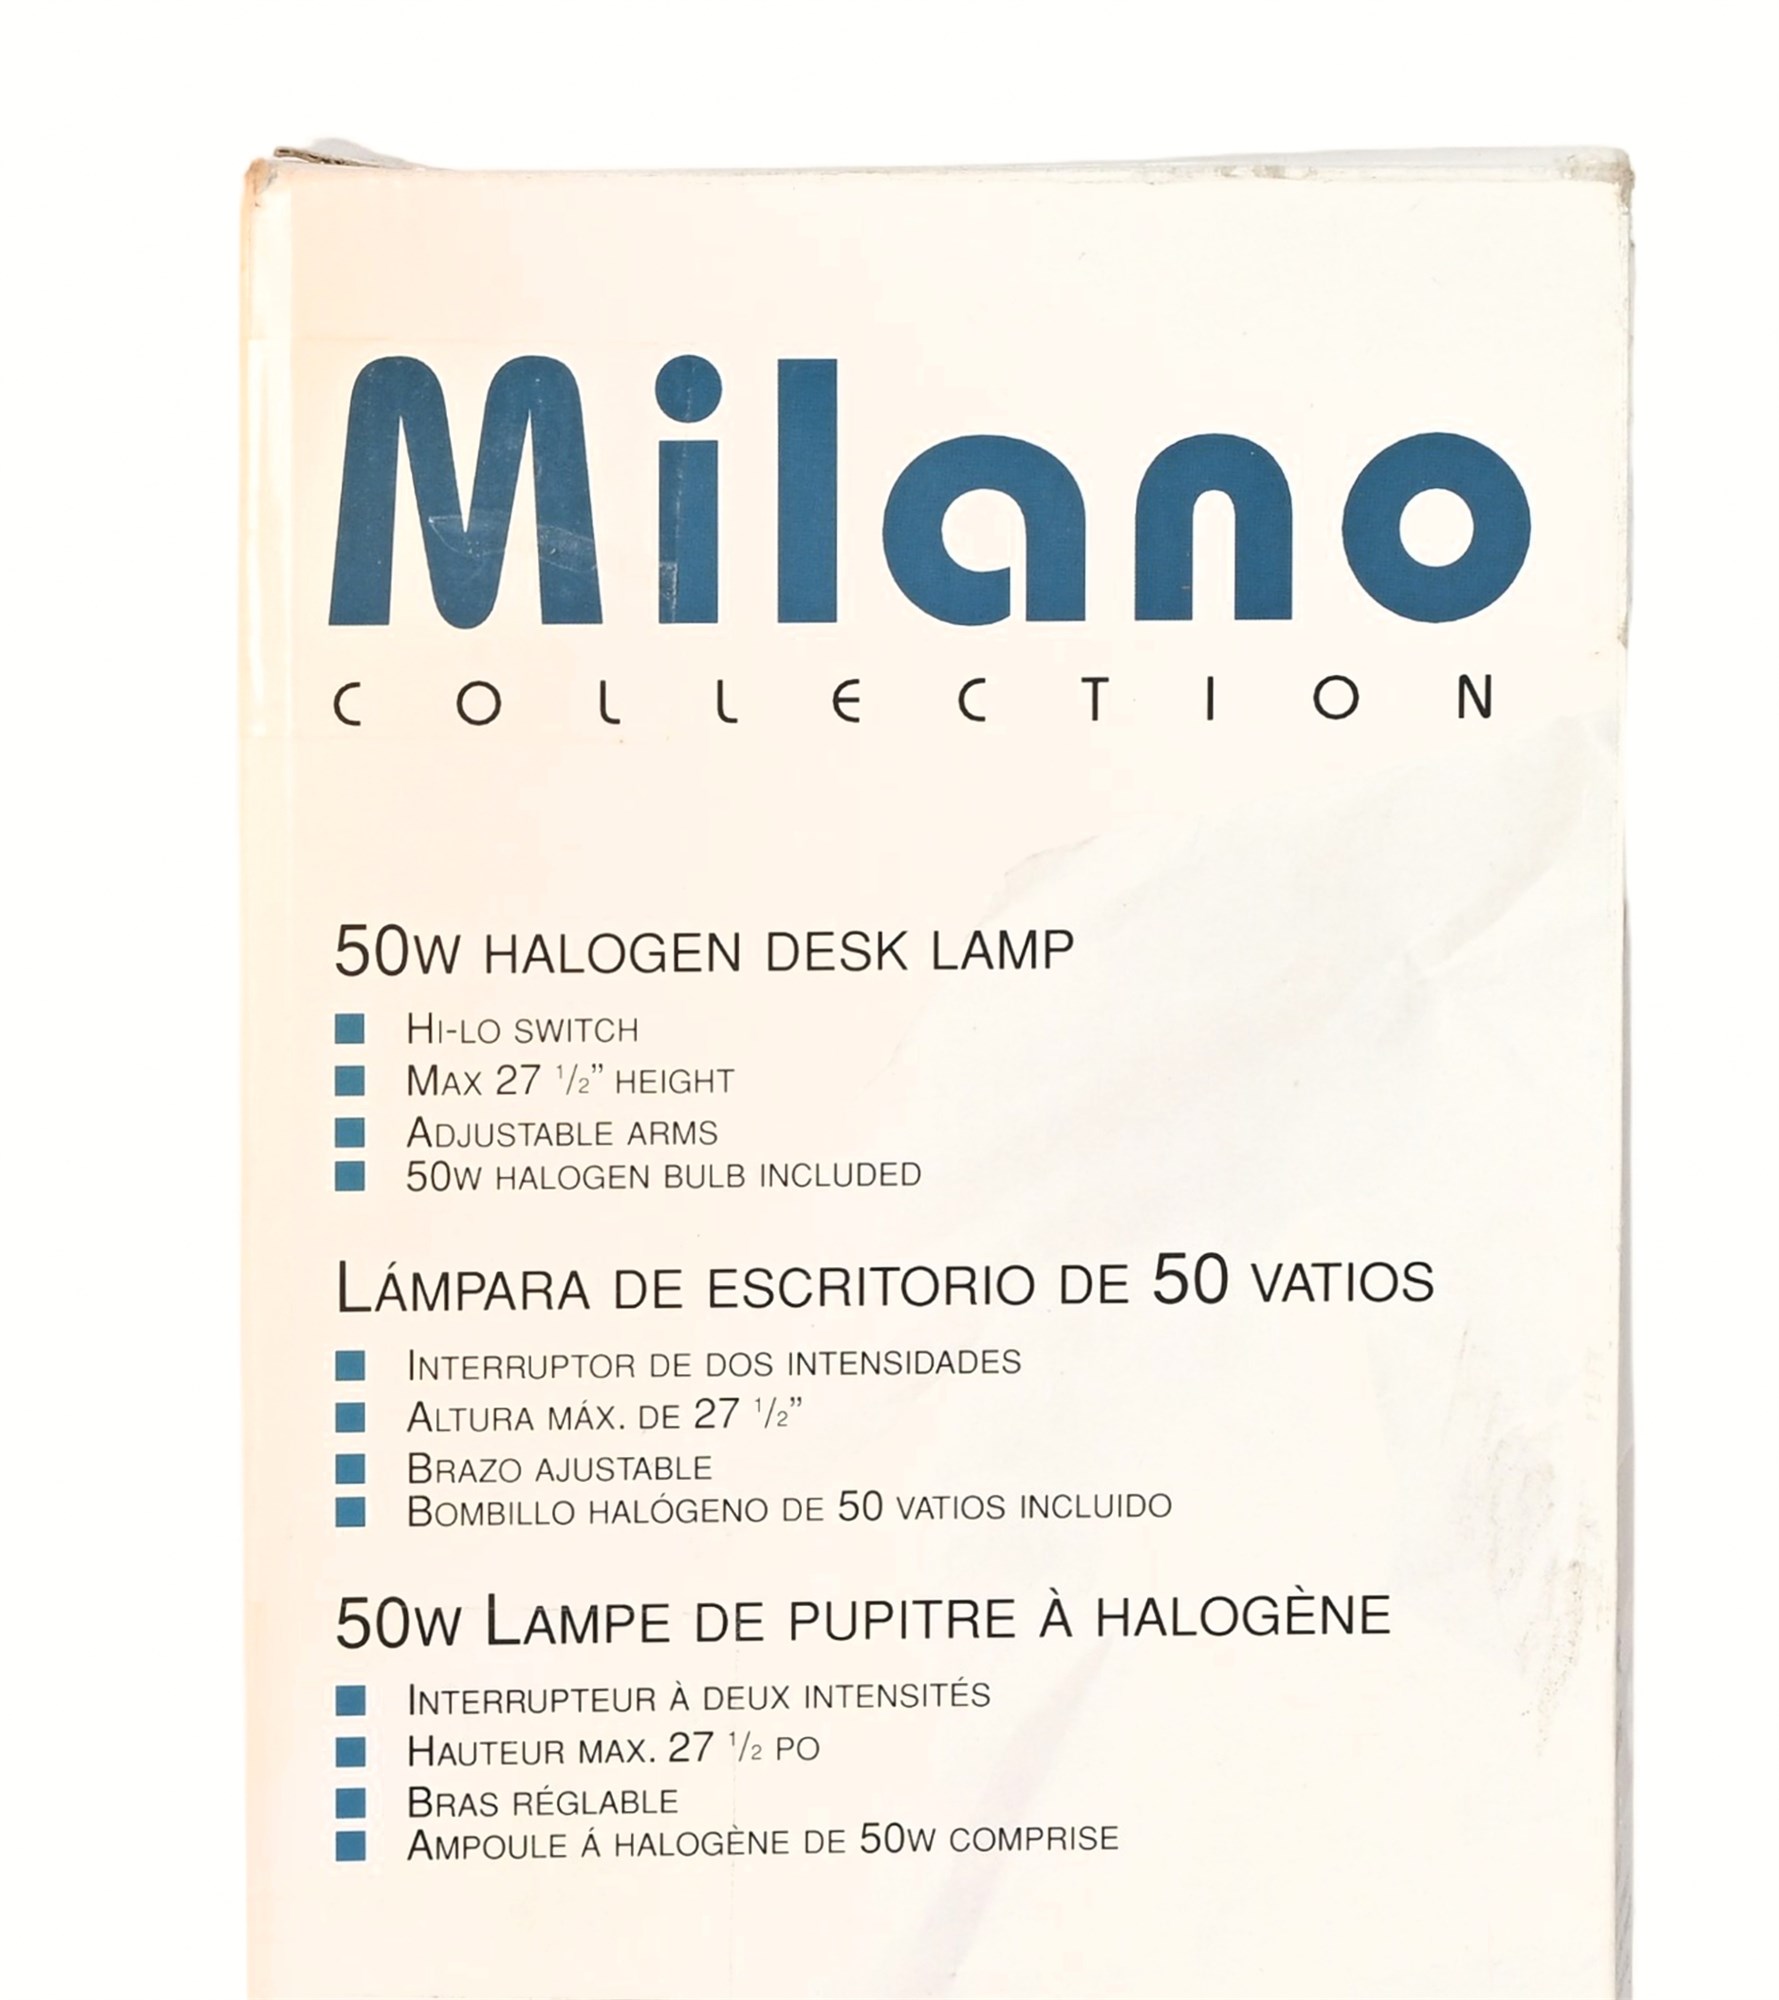 Milano
COLLECTION
50W HALOGEN DESK LAMP
HI-LO SWITCH
MAX 27 1/2” HEIGHT
ADJUSTABLE ARMS
50W HALOGEN BULB INCLUDED
LÁMPARA DE ESCRITORIO DE 50 VATIOS
INTERRUPTOR DE DOS INTENSIDADES
ALTURA MÁX. DE 27 1/2”
BRAZO AJUSTABLE
BOMBILLO HALÓGENO DE 50 VATIOS INCLUIDO
50W LAMPE DE PUPITRE À HALOGÈNE
INTERRUPTEUR À DEUX INTENSITÉS
HAUTEUR MAX. 27 1/2 PO
BRAS RÉGLABLE
AMPOULE Á HALOGÈNE DE 50W COMPRISE